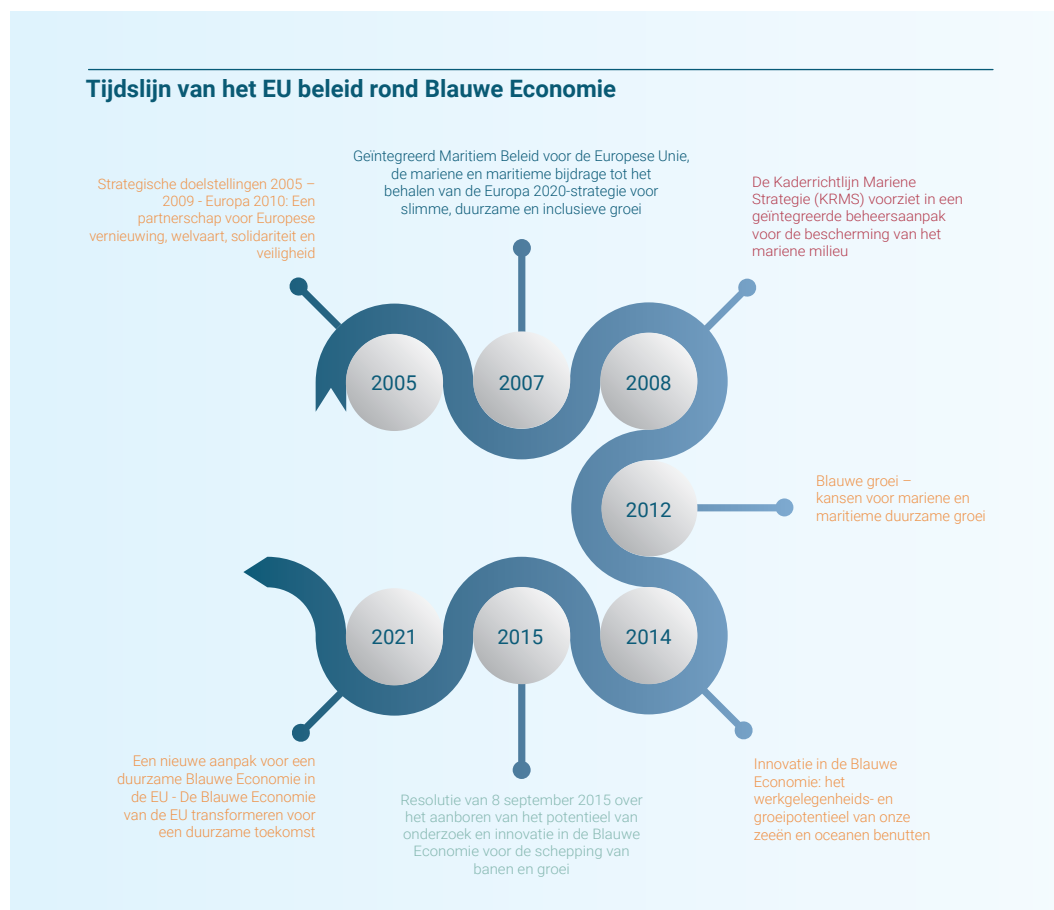 Tijdslijn van het EU beleid rond Blauwe Economie
Strategische doelstellingen 2005 –
2009 - Europa 2010: Een
partnerschap voor Europese
vernieuwing, welvaart, solidariteit en
veiligheid
Geïntegreerd Maritiem Beleid voor de Europese Unie,
de mariene en maritieme bijdrage tot het
behalen van de Europa 2020-strategie voor
slimme, duurzame en inclusieve groei
De Kaderrichtlijn Mariene
Strategie (KRMS) voorziet in een
geïntegreerde beheersaanpak
voor de bescherming van het
mariene milieu
2005
2007
2008
2012
Blauwe groei –
kansen voor mariene en
maritieme duurzame groei
2021
2015
2014
Een nieuwe aanpak voor een
duurzame Blauwe Economie in
de EU - De Blauwe Economie
van de EU transformeren voor
een duurzame toekomst
Resolutie van 8 september 2015 over
het aanboren van het potentieel van
onderzoek en innovatie in de Blauwe
Economie voor de schepping van
banen en groei
Innovatie in de Blauwe
Economie: het
werkgelegenheids- en
groeipotentieel van onze
zeeën en oceanen benutten